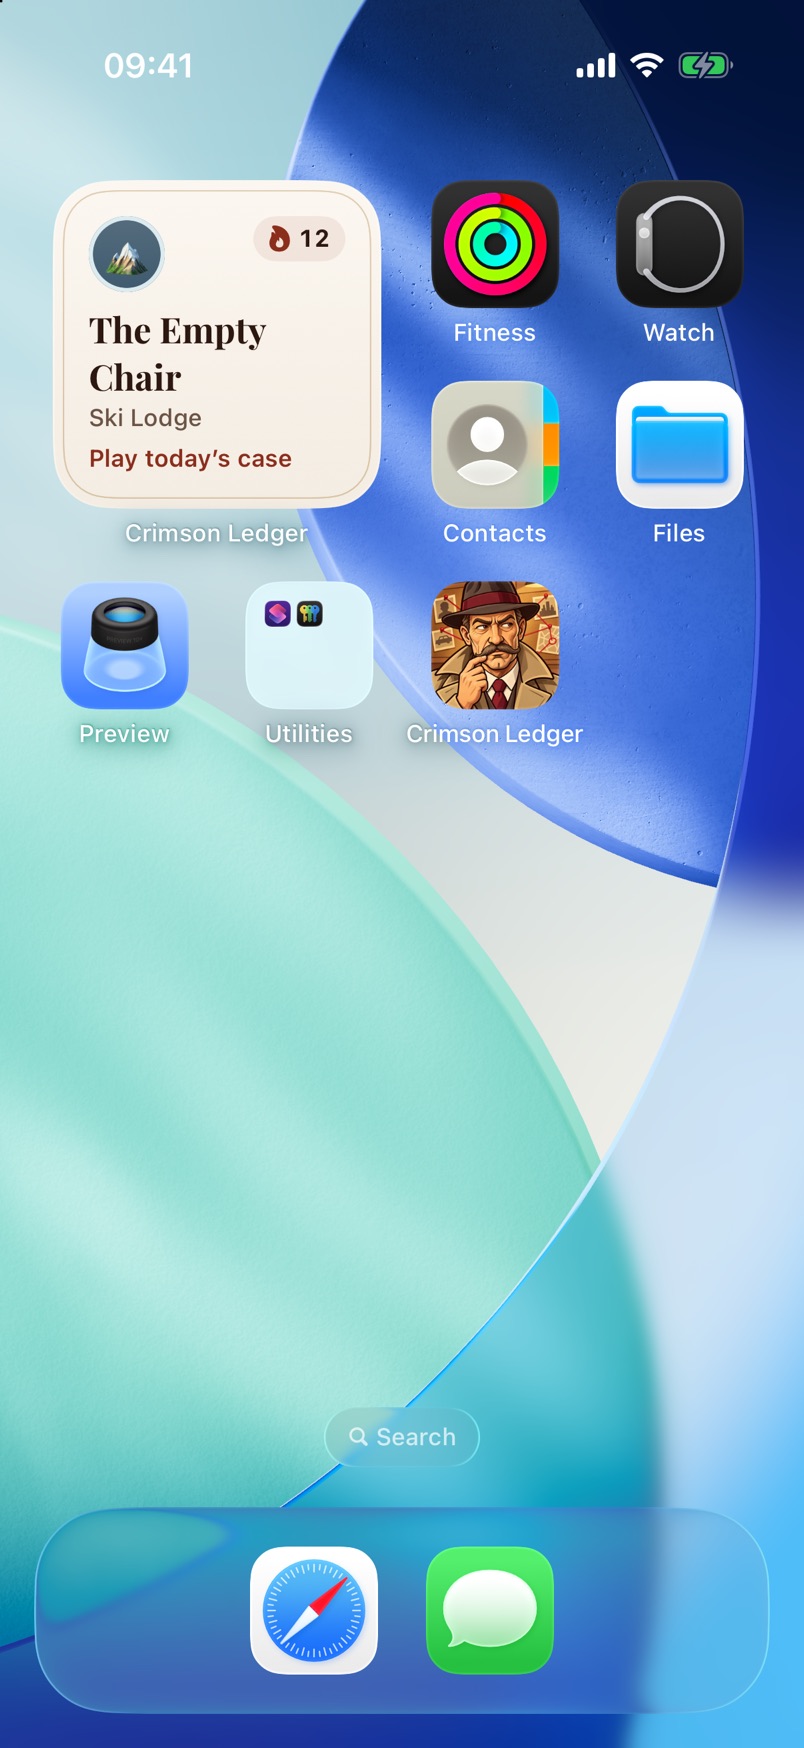 09:41
12
The Empty
Chair
Ski Lodge
Play today’s case
Crimson Ledger
Fitness
Watch
Contacts
Files
Preview
Utilities
Crimson Ledger
Search